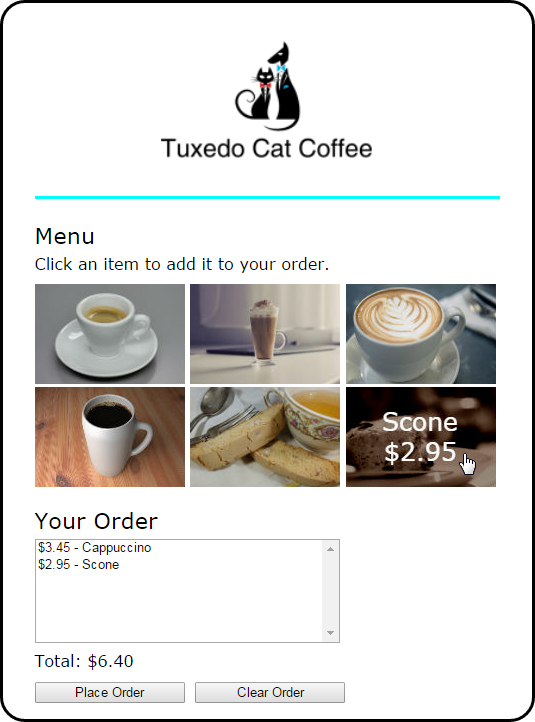 Tuxedo Cat Coffee
Menu
Click an item to add it to your order.
Scone
$2.95
Your Order
$3.45 - Cappuccino
$2.95 - Scone
Total: $6.40
Place Order
Clear Order